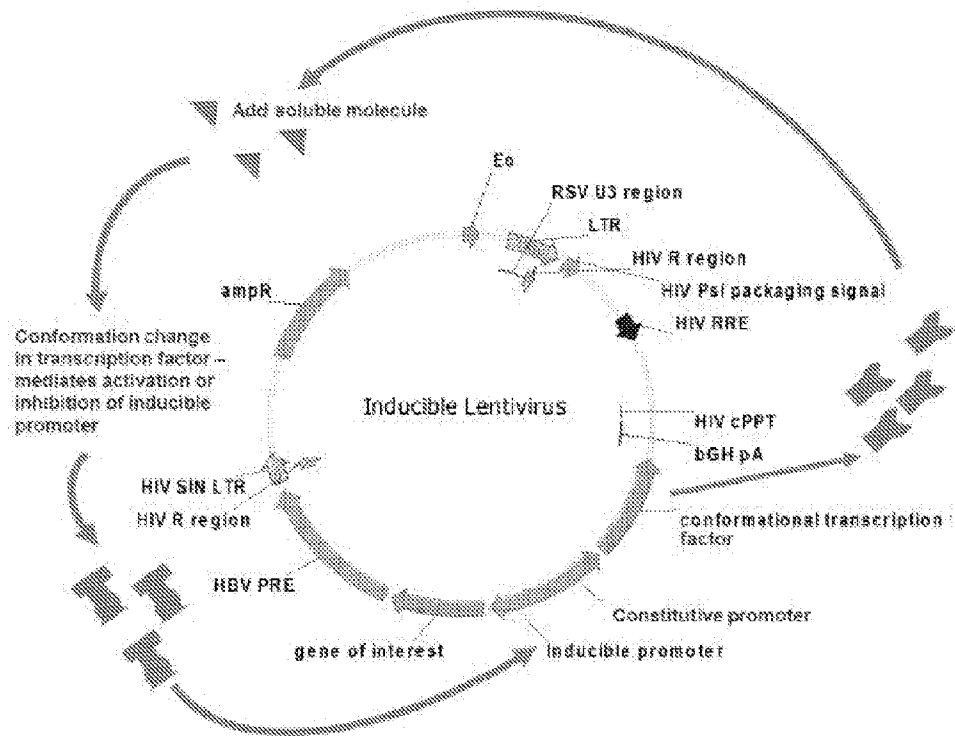 Add soluble molecule
Eo
RSV U3 region
LTR
HIV R region
HIV Psi packaging signal
HIV RRE
ampR
Conformation change
in transcription factor –
mediates activation or
inhibition of inducible
promoter
Inducible Lentivirus
HIV cPPT
bGH pA
HIV SIN LTR
HIV R region
conformational transcription
factor
HBV PRE
Constitutive promoter
gene of interest
Inducible promoter